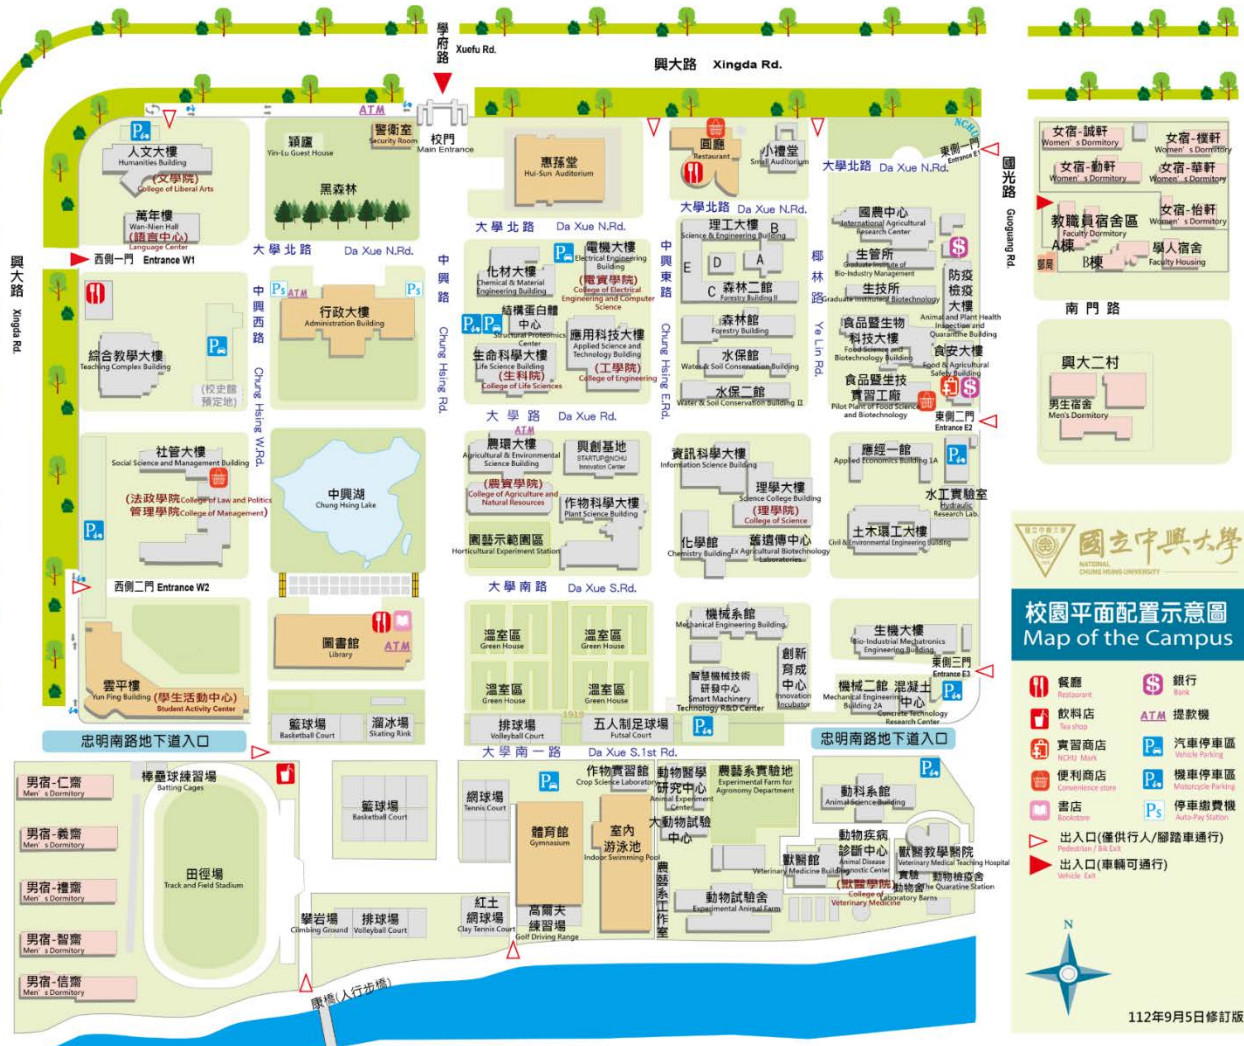 學府路
Xuefu Rd.
興大路 Xingda Rd.
人文大樓
Humanities Building
(文學院)
College of Liberal Arts
萬年樓
Wan-Nien Hall
(語言中心)
Language Center
潁廬
Yin-Lu Guest House
黑森林
ATM
警衛室
Security Room
校門
Main Entrance
惠蓀堂
Hui-Sun Auditorium
圓廳
Restaurant
小禮堂
Small Auditorium
大學北路 Da Xue N.Rd.
NCHU
東側一門
Entrance E1
國光路
Guoguang Rd.
女宿-誠軒
Women's Dormitory
女宿-樸軒
Women's Dormitory
女宿-勤軒
Women's Dormitory
女宿-華軒
Women's Dormitory
女宿-怡軒
Women's Dormitory
教職員宿舍區
Faculty Dormitory
A棟
B棟
學人宿舍
Faculty Housing
郵局
南門路
興大二村
男生宿舍
Men's Dormitory
興大路
Xingda Rd.
西側一門 Entrance W1
大學北路 Da Xue N.Rd.
大學北路 Da Xue N.Rd.
大學北路 Da Xue N.Rd.
中興西路
Chung Hsing W.Rd.
中興路
Chung Hsing Rd.
中興東路
Chung Hsing E.Rd.
椰林路
Ye Lin Rd.
綜合教學大樓
Teaching Complex Building
(校史館
預定地)
ATM
行政大樓
Administration Building
化材大樓
Chemical & Material
Engineering Building
電機大樓
Electrical Engineering
Building
(電資學院)
College of Electrical
Engineering and Computer
Science
結構蛋白體
中心
Structural Proteomics
Center
應用科技大樓
Applied Science and
Technology Building
(工學院)
College of Engineering
生命科學大樓
Life Science Building
(生科院)
College of Life Sciences
理工大樓
Science & Engineering Building
A
B
C
D
E
森林二館
Forestry Building II
森林館
Forestry Building
水保館
Water & Soil Conservation Building
水保二館
Water & Soil Conservation Building II
國農中心
International Agricultural
Research Center
生管所
Graduate Institute of
Bio-Industry Management
生技所
Graduate Institute of Biotechnology
防疫
檢疫
大樓
Animal and Plant Health
Inspection and
Quarantine Building
食品暨生物
科技大樓
Food Science and
Biotechnology Building
食安大樓
Food & Agricultural
Safety Building
食品暨生技
實習工廠
Pilot Plant of Food Science
and Biotechnology
東側二門
Entrance E2
大學路 Da Xue Rd.
社管大樓
Social Science and Management Building
(法政學院 College of Law and Politics
管理學院 College of Management)
中興湖
Chung Hsing Lake
ATM
農環大樓
Agricultural & Environmental
Science Building
(農資學院)
College of Agriculture and
Natural Resources
興創基地
STARTUP@NCHU
Innovation Center
作物科學大樓
Plant Science Building
園藝示範園區
Horticultural Experiment Station
資訊科學大樓
Information Science Building
理學大樓
Science College Building
(理學院)
College of Science
化學館
Chemistry Building
舊遺傳中心
Ex Agricultural Biotechnology
Laboratories
應經一館
Applied Economics Building 1A
水工實驗室
Hydraulic
Research Lab.
土木環工大樓
Civil & Environmental Engineering Building
西側二門 Entrance W2
大學南路 Da Xue S.Rd.
雲平樓
Yun Ping Building
(學生活動中心)
Student Activity Center
圖書館
Library
ATM
溫室區
Green House
溫室區
Green House
溫室區
Green House
溫室區
Green House
機械系館
Mechanical Engineering Building
智慧機械技術
研發中心
Smart Machinery
Technology R&D Center
創新
育成
中心
Innovation
Incubator
生機大樓
Bio-Industrial Mechatronics
Engineering Building
東側三門
Entrance E3
機械二館
Mechanical Engineering
Building 2A
混凝土
中心
Concrete Technology
Research Center
籃球場
Basketball Court
溜冰場
Skating Rink
排球場
Volleyball Court
1919
五人制足球場
Futsal Court
忠明南路地下道入口
忠明南路地下道入口
大學南一路 Da Xue S.1st Rd.
男宿-仁齋
Men's Dormitory
男宿-義齋
Men's Dormitory
男宿-禮齋
Men's Dormitory
男宿-智齋
Men's Dormitory
男宿-信齋
Men's Dormitory
棒壘球練習場
Batting Cages
田徑場
Track and Field Stadium
籃球場
Basketball Court
網球場
Tennis Court
攀岩場
Climbing Ground
排球場
Volleyball Court
紅土
網球場
Clay Tennis Court
作物實習館
Crop Science Laboratory
體育館
Gymnasium
室內
游泳池
Indoor Swimming Pool
高爾夫
練習場
Golf Driving Range
動物醫學
研究中心
Animal Experiment
Center
大動物試驗
中心
農藝系實驗地
Experimental Farm for
Agronomy Department
農藝系工作室
獸醫館
Veterinary Medicine Building
動物試驗舍
Experimental Animal Farm
動科系館
Animal Science Building
動物疾病
診斷中心
Animal Disease
Diagnostic Center
(獸醫學院)
College of
Veterinary Medicine
獸醫教學醫院
Veterinary Medical Teaching Hospital
實驗
動物舍
Laboratory Barns
動物檢疫舍
The Quaratine Station
康橋(人行步橋)
國立中興大學
NATIONAL
CHUNG HSING UNIVERSITY
校園平面配置示意圖
Map of the Campus
餐廳
Restaurant
銀行
Bank
飲料店
Tea shop
ATM 提款機
實習商店
NCHU Mark
汽車停車區
Vehicle Parking
便利商店
Convenience store
機車停車區
Motorcycle Parking
書店
Bookstore
停車繳費機
Auto-Pay Station
出入口(僅供行人/腳踏車通行)
Pedestrian / Bik Exit
出入口(車輛可通行)
Vehicle Exit
N
112年9月5日修訂版